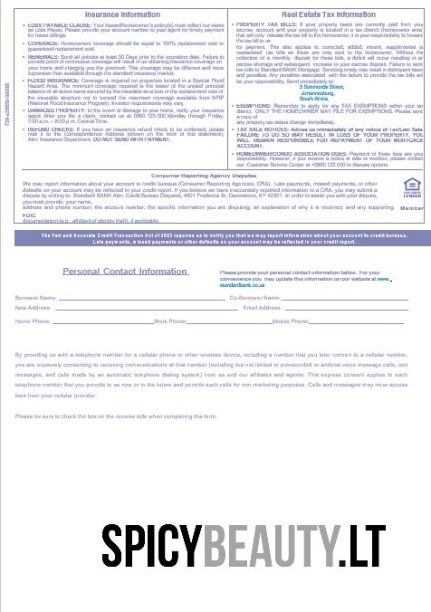 Insurance Information
• LOSS PAYABLE CLAUSE: Your hazard/homeowner's policy(s) must reflect our name
as Loss Payee. Please provide your account number to your agent for timely payment
for future billings.
• COVERAGE: Homeowners coverage should be equal to 100% replacement cost or
guaranteed replacement cost.
• RENEWALS: Send all policies at least 30 Days prior to the expiration date. Failure to
provide proof of continuous coverage will result in us obtaining insurance coverage on
your home and charging you the premium. This coverage may be different and more
expensive than available through the standard insurance market.
• FLOOD INSURANCE: Coverage is required on properties located in a Special Flood
Hazard Area. The minimum coverage required is the lesser of the unpaid principal
balance of all active liens secured by the insurable structure or the replacement cost of
the insurable structure not to exceed the maximum coverage available from NFIP
(National Flood Insurance Program). Investor requirements may vary.
• DAMAGED PROPERTY: In the event of damage to your home, notify your insurance
agent. After you file a claim, contact us at 0860 123 000 Monday through Friday,
7:00 a.m. – 8:00 p.m. Central Time.
• REFUND CHECKS: If you have an insurance refund check to be undeposited, please
mail it to the Correspondence Address shown on the front of this statement,
Attn: Insurance Department. DO NOT SEND WITH PAYMENT.
Real Estate Tax Information
• PROPERTY TAX BILLS: If your property taxes are currently paid from your
escrow account and your property is located in a tax district (homeowner area)
that will only release the tax bill to the homeowner, it is your responsibility to forward
the tax bill to us
for payment. This also applies to corrected, added, interim, supplemental or
reassessed tax bills as these are only sent to the homeowner. Without the
collection of a monthly deposit for these bills, a deficit will occur resulting in an
escrow shortage and subsequent increase in your escrow deposit. Failure to send
tax bills to Standard BANK Mortgage Servicing timely may result in delinquent taxes
and penalties. Any penalties associated with the failure to provide the tax bills will
be your responsibility. Send immediately to:
5 Simmonds Street,
Johannesburg,
South Africa.
• EXEMPTIONS: Remember to apply for any TAX EXEMPTIONS within your tax
district. ONLY THE HOMEOWNER MAY FILE FOR EXEMPTIONS. Please send
a copy of
any property tax status change immediately.
• TAX SALE NOTICES: Advise us immediately of any notice of Tax/Lien Sale.
FAILURE TO DO SO MAY RESULT IN LOSS OF YOUR PROPERTY. YOU
WILL REMAIN RESPONSIBLE FOR REPAYMENT OF YOUR MORTGAGE
ACCOUNT.
• HOMEOWNER/CONDO ASSOCIATION DUES: Payment of these fees are your
responsibility. However, if you receive a notice of sale or intention, please contact
our Customer Service Center at +0860 123 000 to discuss options.
Consumer Reporting Agency Disputes
We may report information about your account to credit bureaus (Consumer Reporting Agencies, CRA). Late payments, missed payments, or other
defaults on your account may be reflected in your credit report. If you believe we have inaccurately reported information to a CRA, you may submit a
dispute by writing to: Standard BANK Attn: Credit Bureau Disputes, 4801 Frederica St, Owensboro, KY 42301. In order to assist you with your dispute,
you must provide: your name,
address and phone number; the account number; the specific information you are disputing; an explanation of why it is incorrect; and any supporting
documentation (e.g., affidavit of identity theft), if applicable.
Member
FDIC
The Fair and Accurate Credit Transaction Act of 2003 requires us to notify you that we may report information about your account to credit bureaus.
Late payments, missed payments or other defaults on your account may be reflected in your credit report.
Personal Contact Information
Please provide your personal contact information below. For your
convenience you may update this information on our website at www.
standardbank.co.za
Borrower Name:
Co-Borrower Name:
New Address:
Email Address:
Home Phone:
Work Phone:
Mobile Phone:
By providing us with a telephone number for a cellular phone or other wireless device, including a number that you later convert to a cellular number,
you are expressly consenting to receiving communications at that number (including but not limited to prerecorded or artificial voice message calls, text
messages, and calls made by an automatic telephone dialing system) from us and our affiliates and agents. This express consent applies to each
telephone number that you provide to us now or in the future and permits such calls for non-marketing purposes. Calls and messages may incur access
fees from your cellular provider.
Please be sure to check the box on the reverse side when completing this form.
SPICYBEAUTY.LT